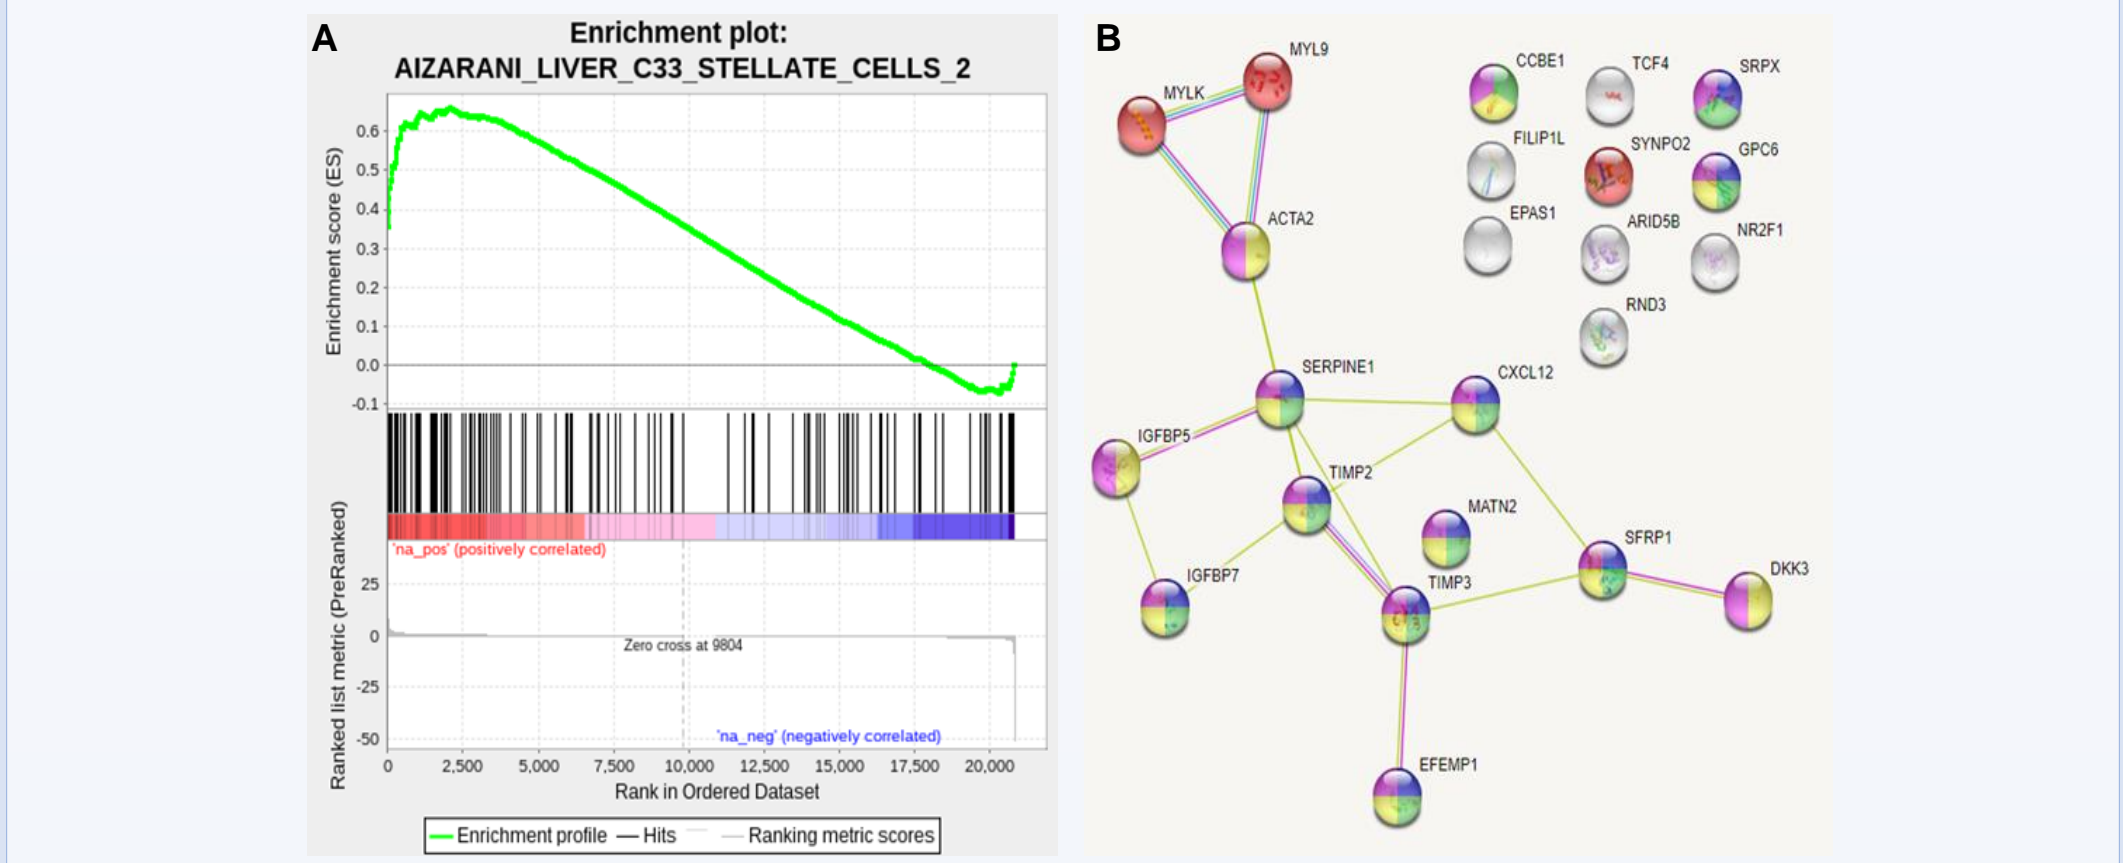 A
Enrichment plot:
AIZARANI_LIVER_C33_STELLATE_CELLS_2
Enrichment score (ES)
0.6
0.5
0.4
0.3
0.2
0.1
0.0
-0.1
'na_pos' (positively correlated)
Ranked list metric (PreRanked)
25
0
-25
-50
Zero cross at 9804
'na_neg' (negatively correlated)
0 2,500 5,000 7,500 10,000 12,500 15,000 17,500 20,000
Rank in Ordered Dataset
Enrichment profile Hits Ranking metric scores
B
MYL9
MYLK
ACTA2
CCBE1
TCF4
SRPX
FILIP1L
SYNPO2
GPC6
EPAS1
ARID5B
NR2F1
RND3
SERPINE1
CXCL12
IGFBP5
TIMP2
MATN2
IGFBP7
TIMP3
SFRP1
DKK3
EFEMP1